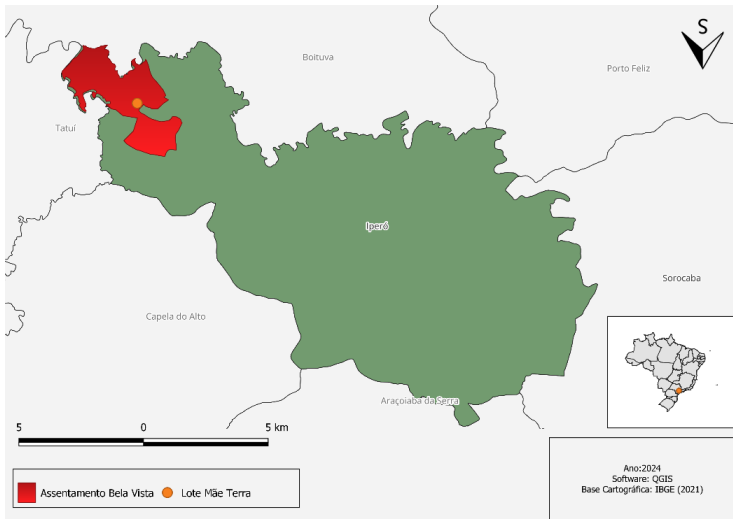 S
Boituva
Porto Feliz
Tatuí
Iperó
Sorocaba
Capela do Alto
Araçoiaba da Serra
5 0 5 km
Assentamento Bela Vista
Lote Mãe Terra
Ano:2024
Software: QGIS
Base Cartográfica: IBGE (2021)